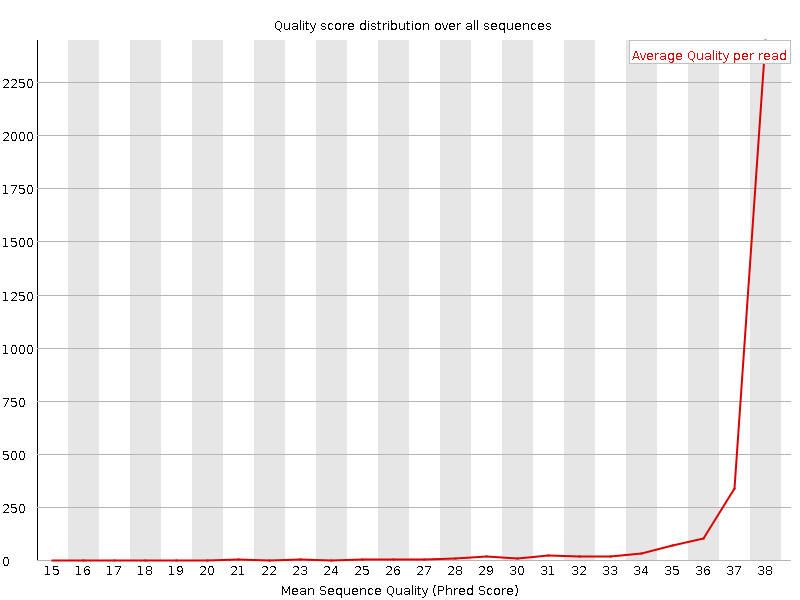 Quality score distribution over all sequences
Average Quality per read
2250
2000
1750
1500
1250
1000
750
500
250
0
15 16 17 18 19 20 21 22 23 24 25 26 27 28 29 30 31 32 33 34 35 36 37 38
Mean Sequence Quality (Phred Score)